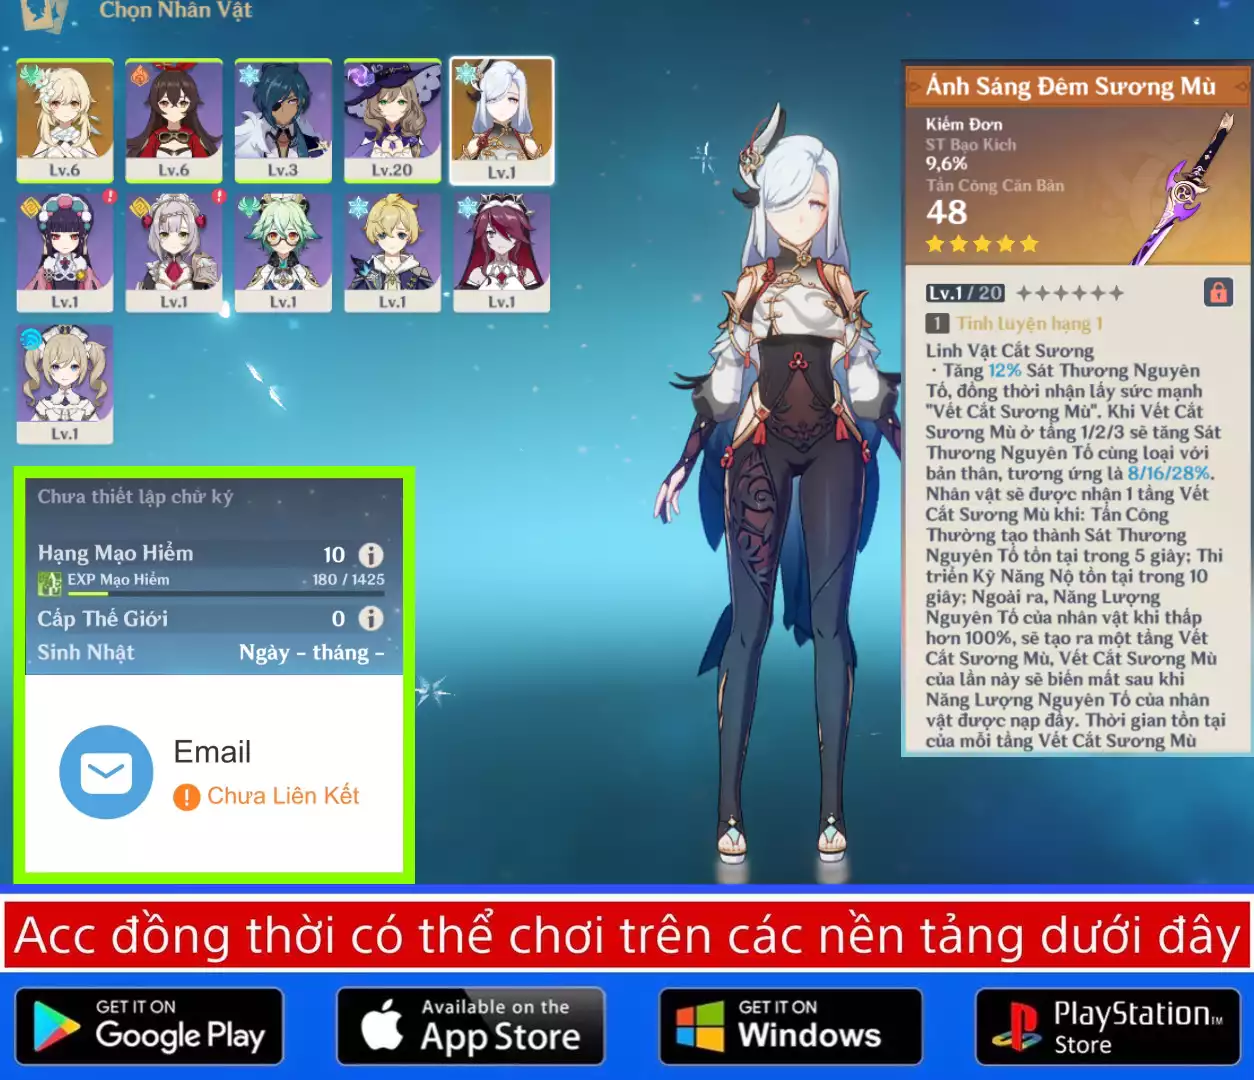 Chọn Nhân Vật
Lv.6
Lv.6
Lv.3
Lv.20
Lv.1
Lv.1
Lv.1
Lv.1
Lv.1
Lv.1
Lv.1
Chưa thiết lập chữ ký
Hạng Mạo Hiểm 10
EXP Mạo Hiểm 180 / 1425
Cấp Thế Giới 0
Sinh Nhật Ngày - tháng -
Email
Chưa Liên Kết
Ánh Sáng Đêm Sương Mù
Kiếm Đơn
ST Bạo Kích
9,6%
Tấn Công Căn Bản
48
Lv.1 / 20
1 Tinh luyện hạng 1
Linh Vật Cắt Sương
· Tăng 12% Sát Thương Nguyên
Tố, đồng thời nhận lấy sức mạnh
"Vết Cắt Sương Mù". Khi Vết Cắt
Sương Mù ở tầng 1/2/3 sẽ tăng Sát
Thương Nguyên Tố cùng loại với
bản thân, tương ứng là 8/16/28%.
Nhân vật sẽ được nhận 1 tầng Vết
Cắt Sương Mù khi: Tấn Công
Thường tạo thành Sát Thương
Nguyên Tố tồn tại trong 5 giây; Thi
triển Kỹ Năng Nộ tồn tại trong 10
giây; Ngoài ra, Năng Lượng
Nguyên Tố của nhân vật khi thấp
hơn 100%, sẽ tạo ra một tầng Vết
Cắt Sương Mù, Vết Cắt Sương Mù
của lần này sẽ biến mất sau khi
Năng Lượng Nguyên Tố của nhân
vật được nạp đầy. Thời gian tồn tại
của mỗi tầng Vết Cắt Sương Mù
Acc đồng thời có thể chơi trên các nền tảng dưới đây
GET IT ON
Google Play
Available on the
App Store
GET IT ON
Windows
PlayStation™
Store